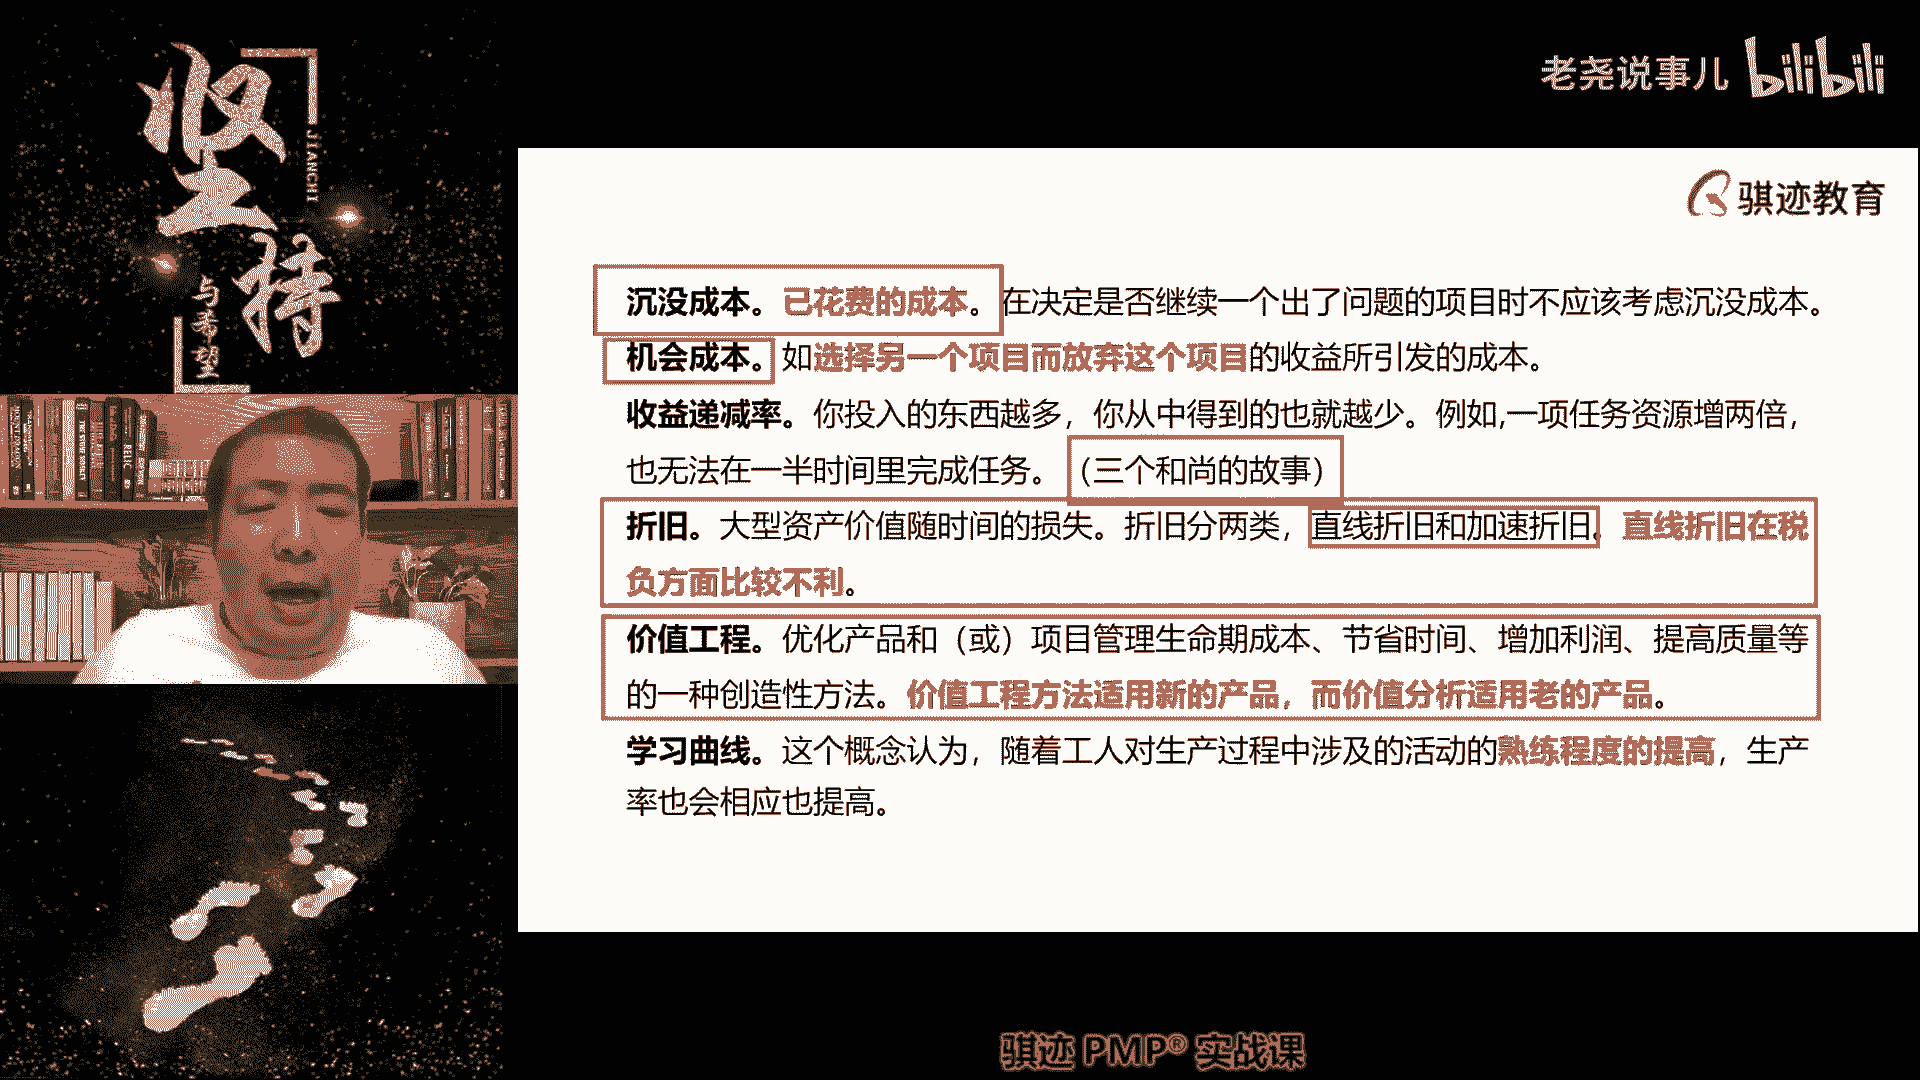 坚持
JIANCHI
与希望
老尧说事儿 bilibili
骐迹教育
沉没成本。已花费的成本。在决定是否继续一个出了问题的项目时不应该考虑沉没成本。
机会成本。如选择另一个项目而放弃这个项目的收益所引发的成本。
收益递减率。你投入的东西越多，你从中得到的也就越少。例如,一项任务资源增两倍，
也无法在一半时间里完成任务。（三个和尚的故事）
折旧。大型资产价值随时间的损失。折旧分两类，直线折旧和加速折旧。直线折旧在税
负方面比较不利。
价值工程。优化产品和（或）项目管理生命期成本、节省时间、增加利润、提高质量等
的一种创造性方法。价值工程方法适用新的产品，而价值分析适用老的产品。
学习曲线。这个概念认为，随着工人对生产过程中涉及的活动的熟练程度的提高，生产
率也会相应也提高。
骐迹 PMP® 实战课